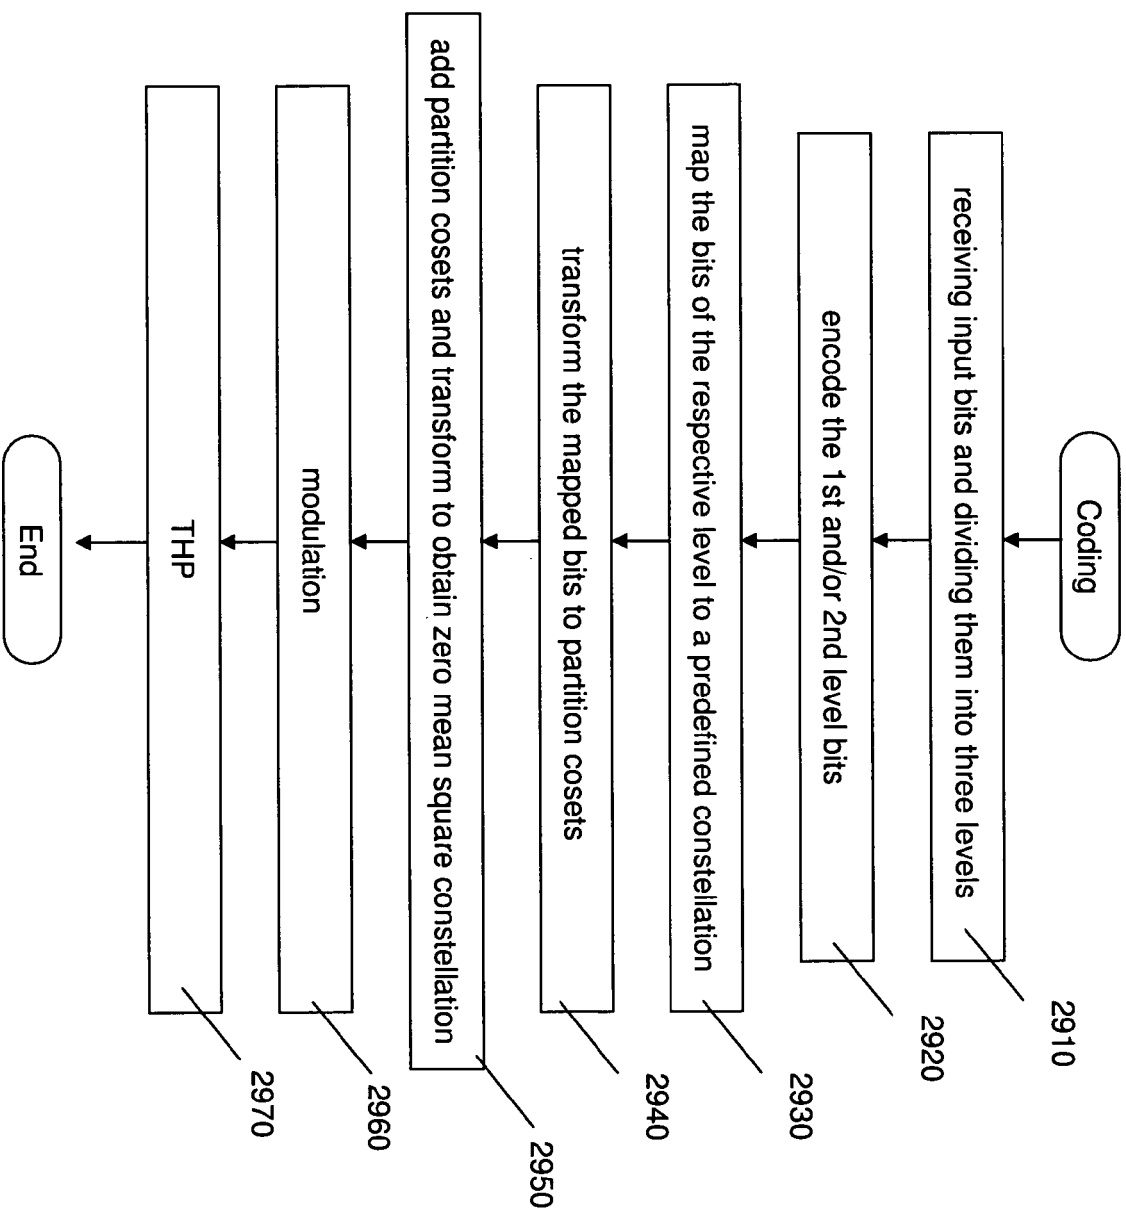 Coding
receiving input bits and dividing them into three levels
2910
encode the 1st and/or 2nd level bits
2920
map the bits of the respective level to a predefined constellation
2930
transform the mapped bits to partition cosets
2940
add partition cosets and transform to obtain zero mean square constellation
2950
modulation
2960
THP
2970
End